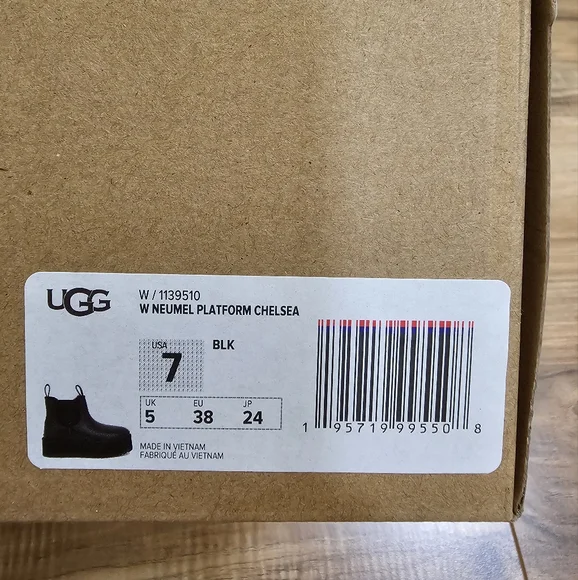 UGG
W / 1139510
W NEUMEL PLATFORM CHELSEA
USA
7
BLK
UK EU JP
5 38 24
MADE IN VIETNAM
FABRIQUÉ AU VIETNAM
1 95719 99550 8